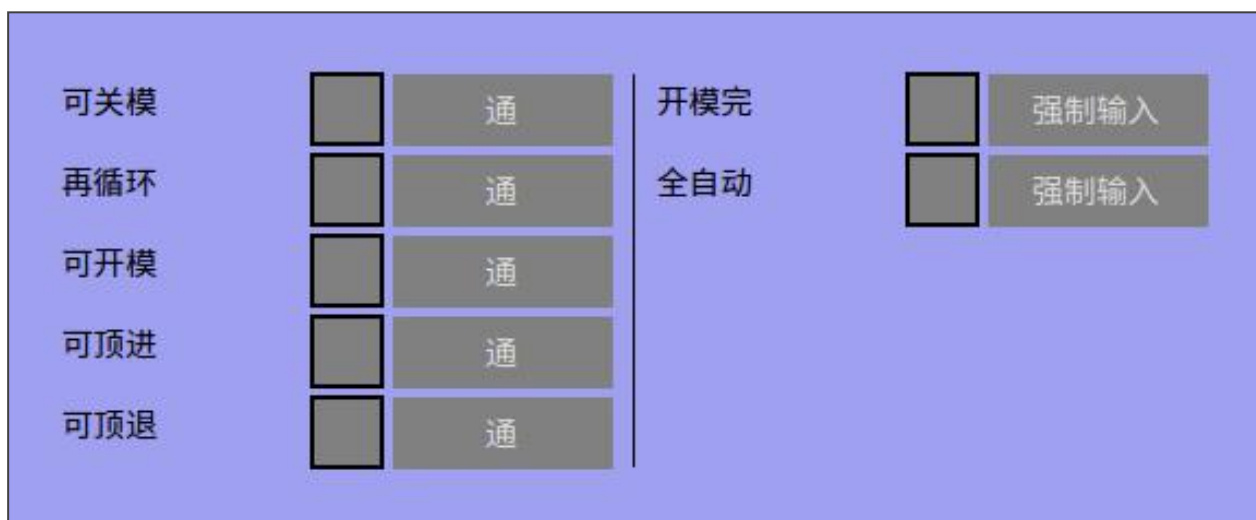 可关模 通 开模完 强制输入
再循环 通 全自动 强制输入
可开模 通
可顶进 通
可顶退 通